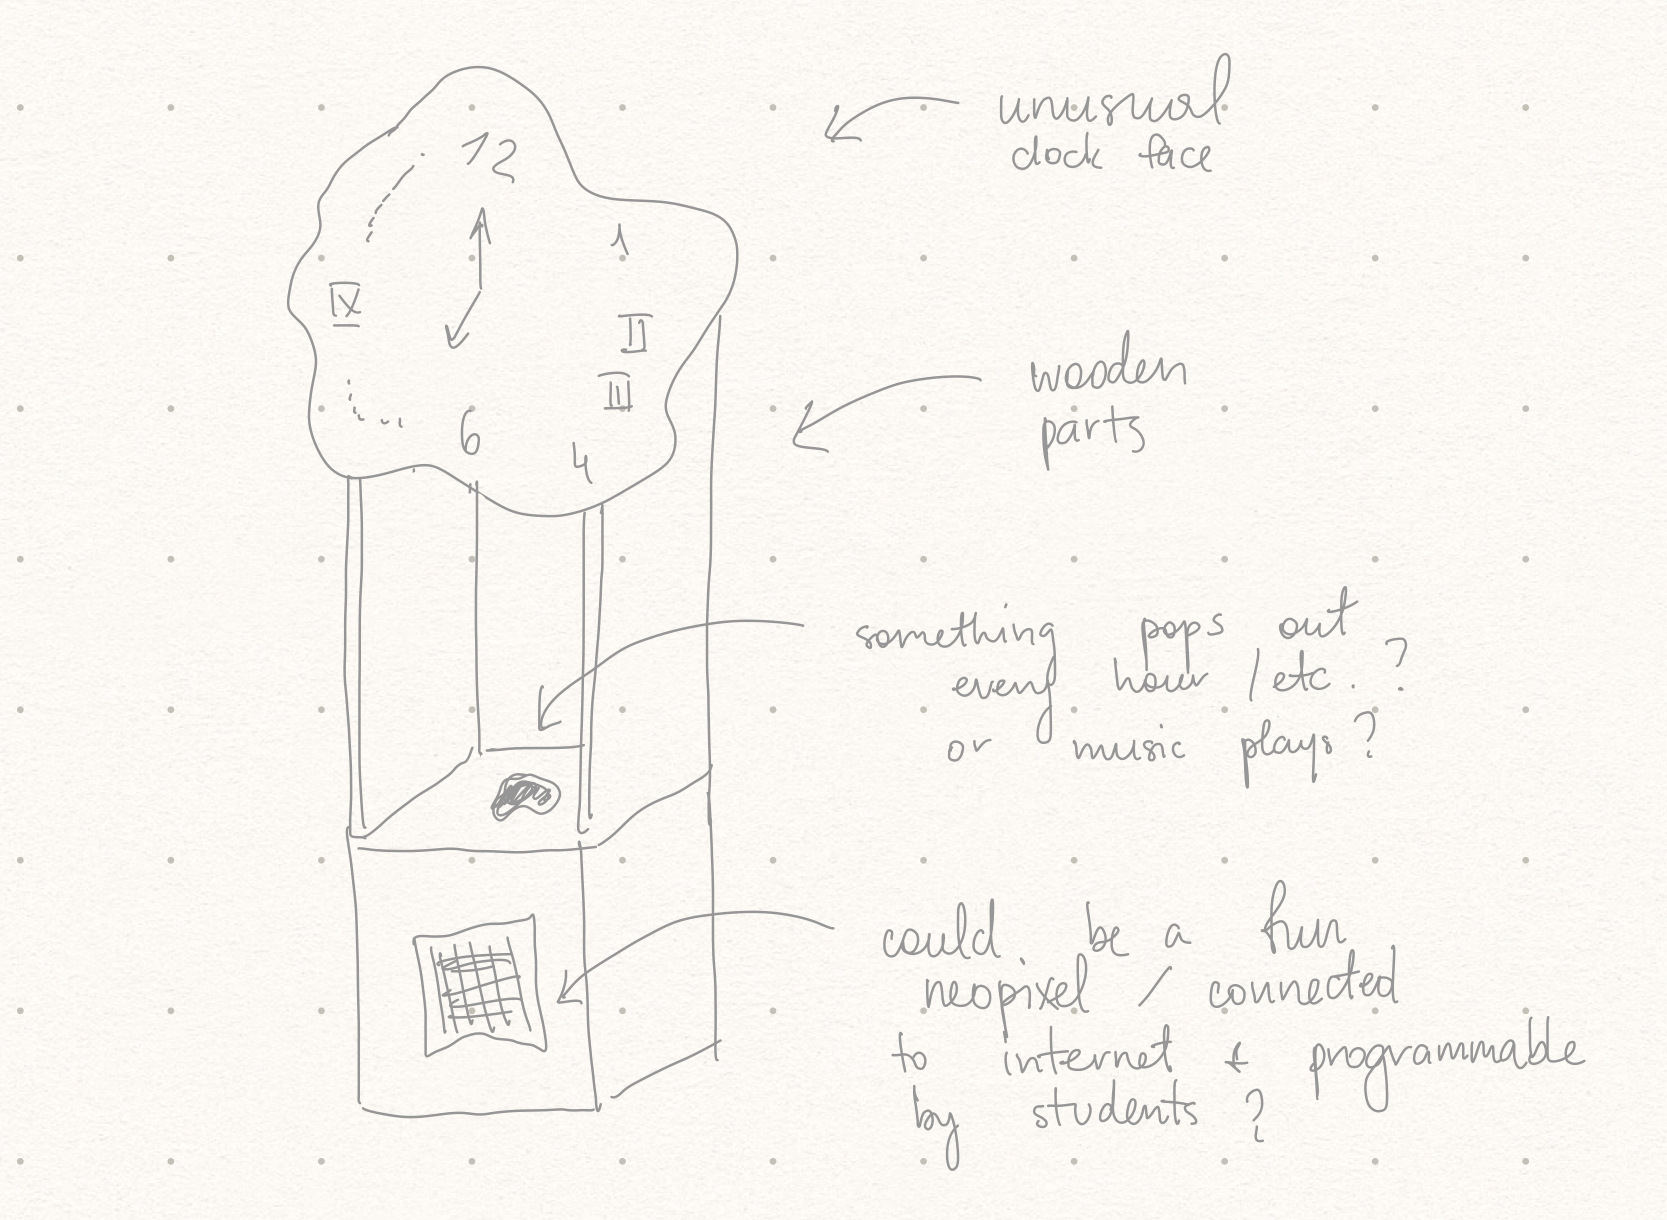 12
1
IX
II
III
6
4
unusual
clock face
wooden
parts
something pops out
every hour / etc. ?
or music plays?
could be a fun
neopixel / connected
to internet & programmable
by students ?